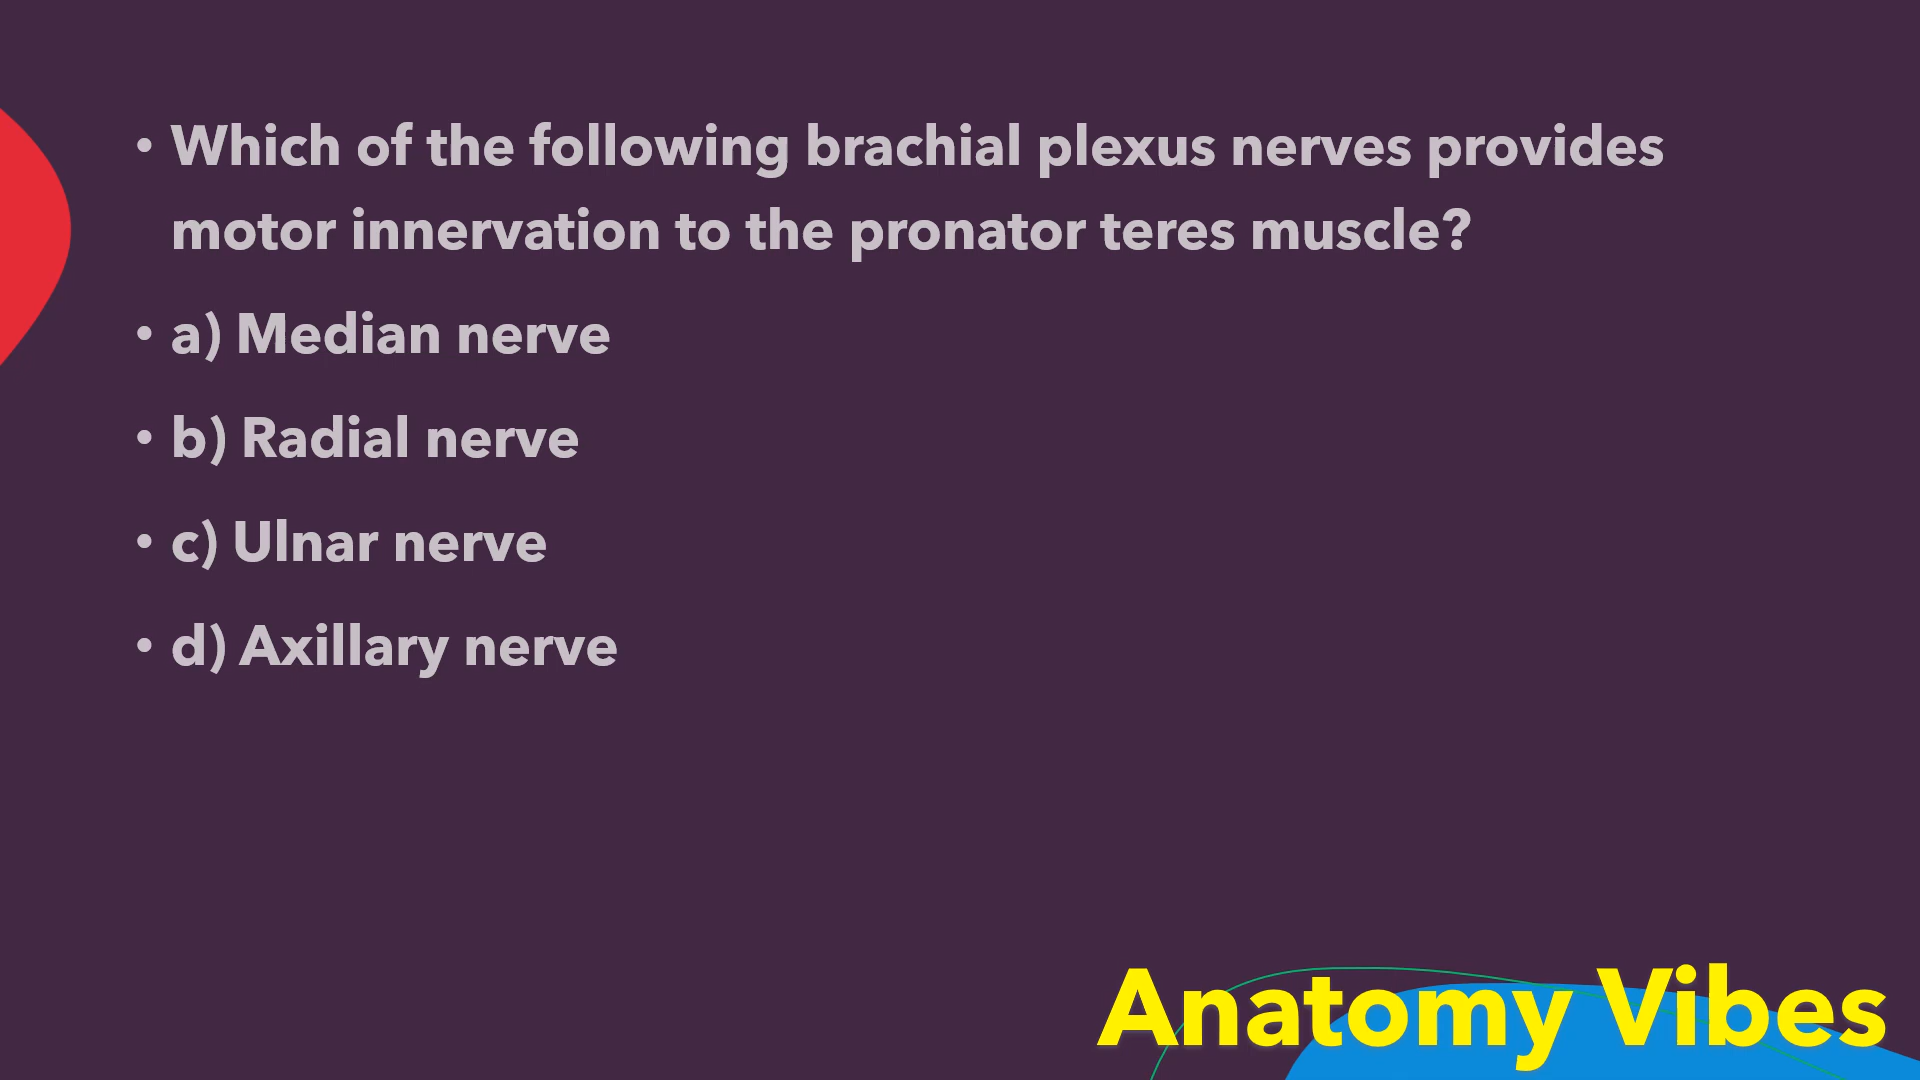 • Which of the following brachial plexus nerves provides
motor innervation to the pronator teres muscle?
• a) Median nerve
• b) Radial nerve
• c) Ulnar nerve
• d) Axillary nerve
Anatomy Vibes